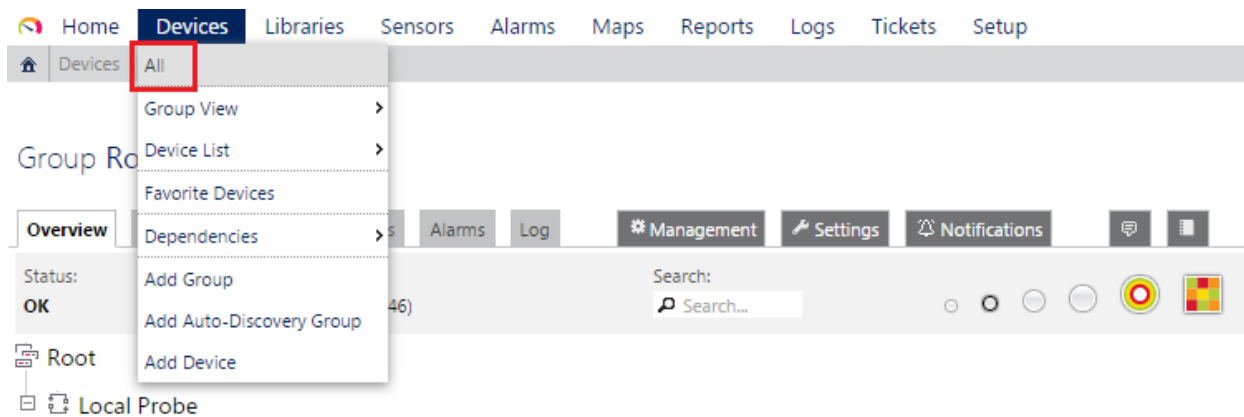 Home Devices Libraries Sensors Alarms Maps Reports Logs Tickets Setup
Devices All
Group View
Device List
Group Ro
Favorite Devices
Overview s Alarms Log Management Settings Notifications
Dependencies
Status: Search:
Add Group
OK 46) Search...
Add Auto-Discovery Group
Root
Add Device
Local Probe